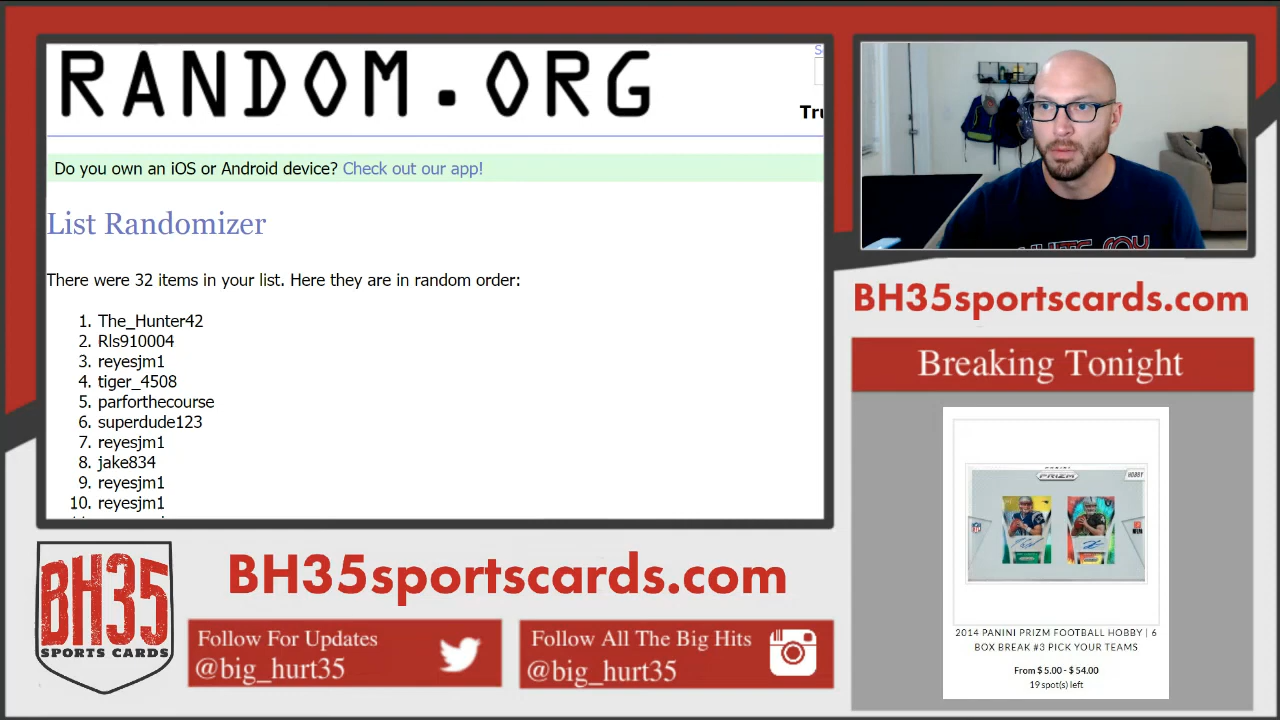 RANDOM.ORG
Tru
Do you own an iOS or Android device? Check out our app!
List Randomizer
There were 32 items in your list. Here they are in random order:
1. The_Hunter42
2. Rls910004
3. reyesjm1
4. tiger_4508
5. parforthecourse
6. superdude123
7. reyesjm1
8. jake834
9. reyesjm1
10. reyesjm1
BH35sportscards.com
Breaking Tonight
PRIZM
HOBBY
2014 PANINI PRIZM FOOTBALL HOBBY | 6
BOX BREAK #3 PICK YOUR TEAMS
From $ 5.00 - $ 54.00
19 spot(s) left
BH35
SPORTS CARDS
BH35sportscards.com
Follow For Updates
@big_hurt35
Follow All The Big Hits
@big_hurt35